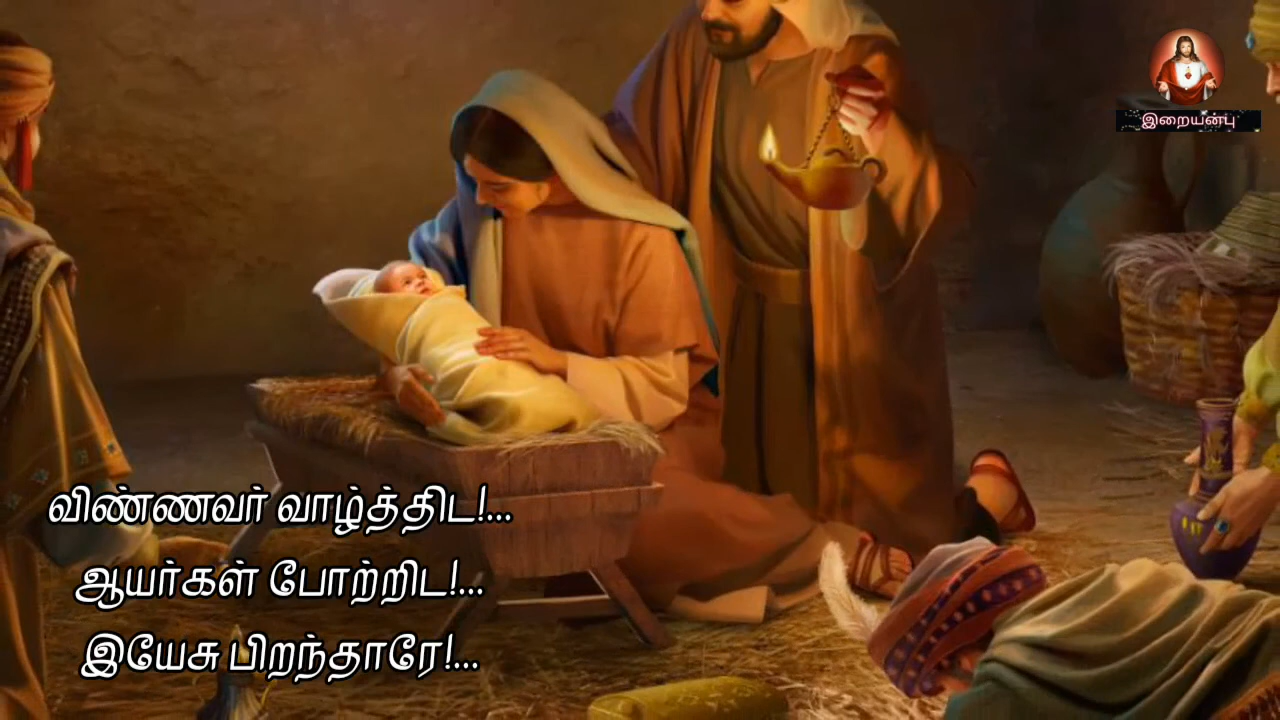 இறையன்பு
விண்ணவர் வாழ்த்திட!...
ஆயர்கள் போற்றிட!...
இயேசு பிறந்தாரே!...